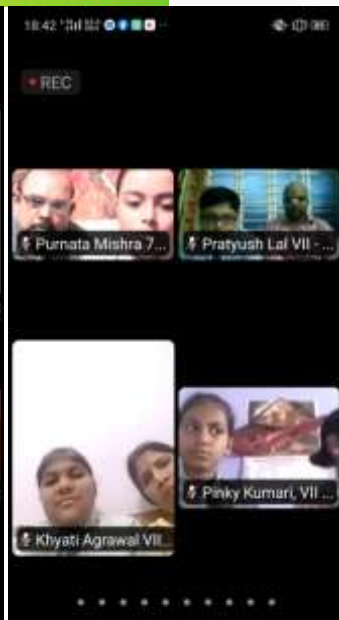 18:42
REC
Purnata Mishra 7...
Pratyush Lal VII - ...
Khyati Agrawal VII...
Pinky Kumari, VII ...